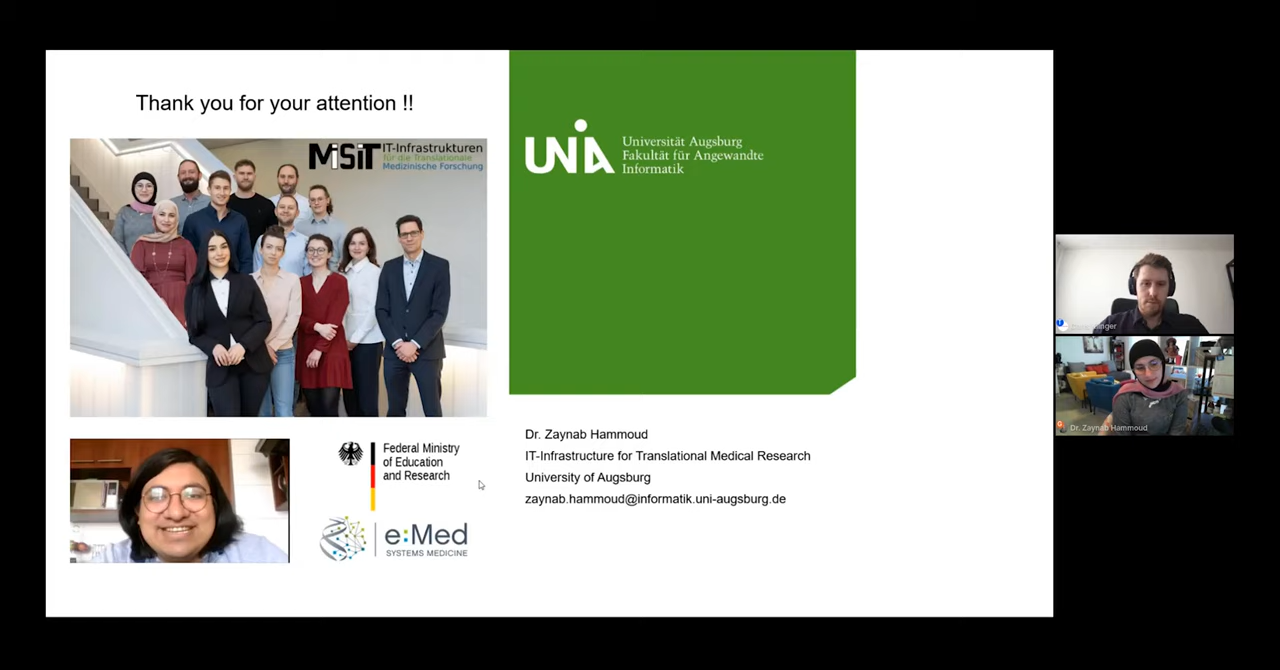 Thank you for your attention !!
MiSiT
IT-Infrastrukturen
für die Translationale
Medizinische Forschung
UNIA
Universität Augsburg
Fakultät für Angewandte
Informatik
Federal Ministry
of Education
and Research
e:Med
SYSTEMS MEDICINE
Dr. Zaynab Hammoud
IT-Infrastructure for Translational Medical Research
University of Augsburg
zaynab.hammoud@informatik.uni-augsburg.de
Dr. Zaynab Hammoud